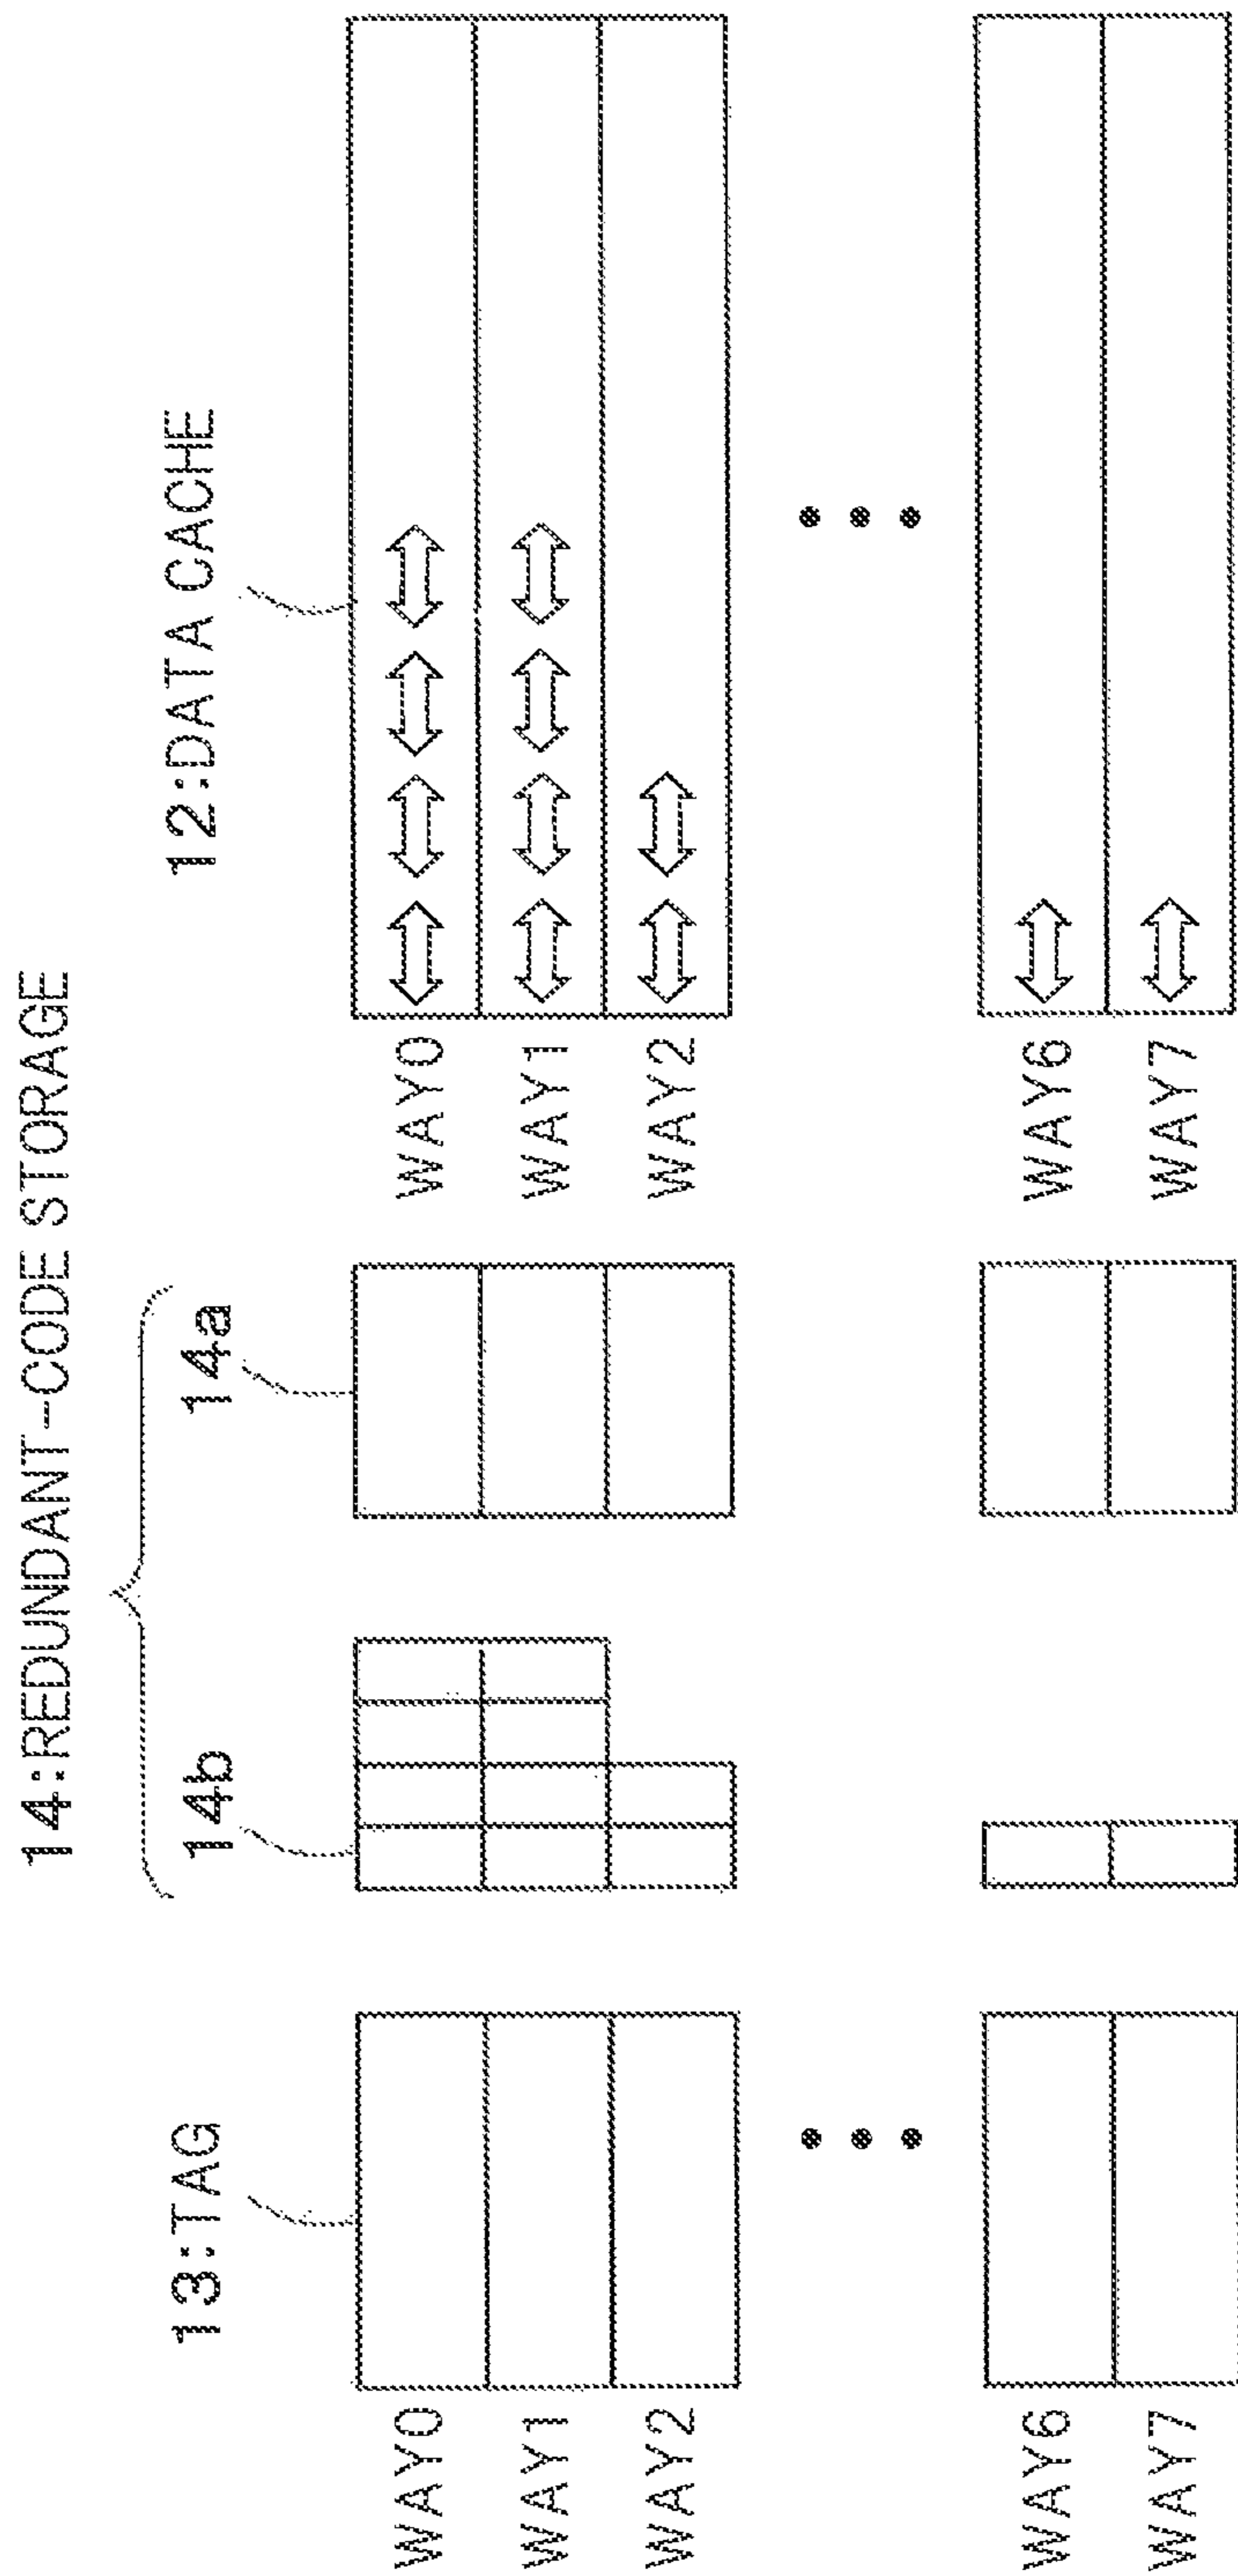 14:REDUNDANT-CODE STORAGE
13:TAG
14b
14a
12:DATA CACHE
WAY0
WAY0
WAY1
WAY1
WAY2
WAY2
WAY6
WAY6
WAY7
WAY7